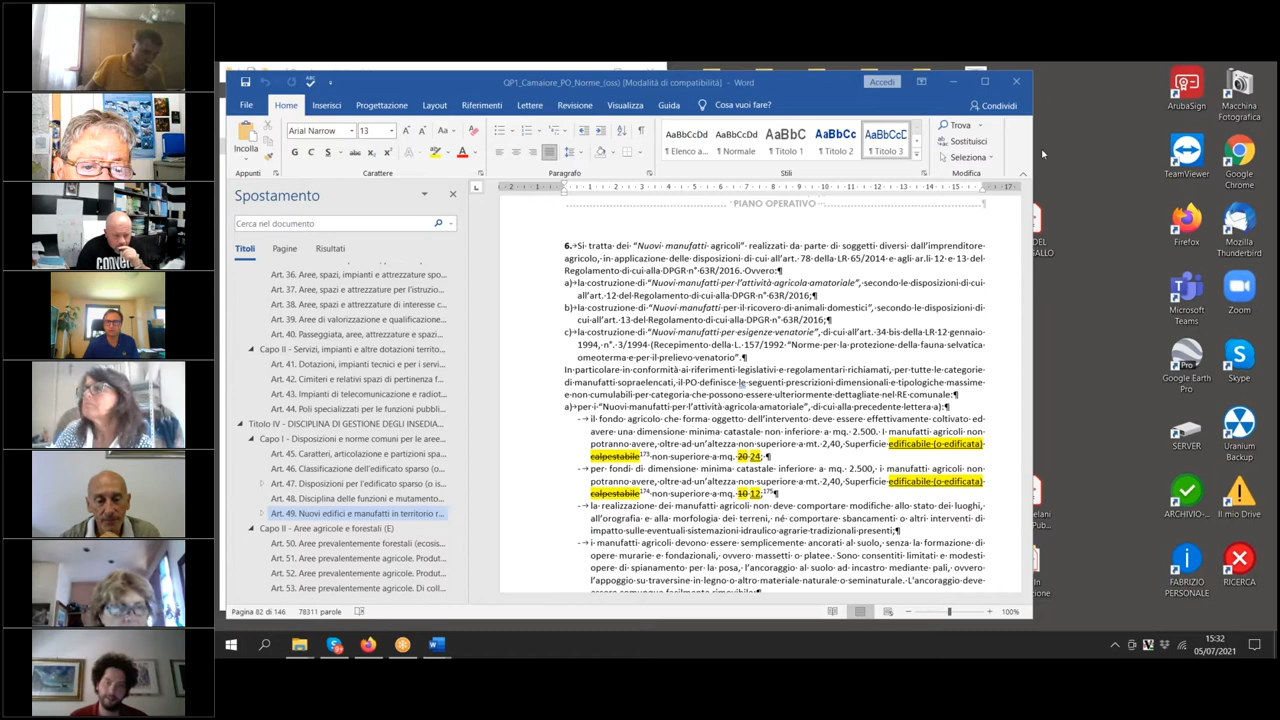 QP1_Camaiore_PO_Norme_(oss) [Modalità di compatibilità] - Word
Accedi
File Home Inserisci Progettazione Layout Riferimenti Lettere Revisione Visualizza Guida Cosa vuoi fare? Condividi
Incolla
Arial Narrow 13
G C S abc x₂ x²
AaBbCcDd AaBbCcDd AaBbC AaBbCc AaBbCcD
¶ Elenco a... ¶ Normale ¶ Titolo 1 ¶ Titolo 2 ¶ Titolo 3
Trova
Sostituisci
Seleziona
Appunti Carattere Paragrafo Stili Modifica
Spostamento
Cerca nel documento
Titoli Pagine Risultati
Art. 36. Aree, spazi, impianti e attrezzature spo...
Art. 37. Aree, spazi e attrezzature per l'istruzio...
Art. 38. Aree, spazi e attrezzature di interesse c...
Art. 39. Aree di valorizzazione e qualificazione...
Art. 40. Passeggiata, aree, attrezzature e spazi...
Capo II - Servizi, impianti e altre dotazioni territo...
Art. 41. Dotazioni, impianti tecnici e per i servi...
Art. 42. Cimiteri e relativi spazi di pertinenza f...
Art. 43. Impianti di telecomunicazione e radiot...
Art. 44. Poli specializzati per le funzioni pubbli...
Titolo IV - DISCIPLINA DI GESTIONE DEGLI INSEDIA...
Capo I - Disposizioni e norme comuni per le aree...
Art. 45. Caratteri, articolazione e partizioni spa...
Art. 46. Classificazione dell'edificato sparso (o...
Art. 47. Disposizioni per l'edificato sparso (o is...
Art. 48. Disciplina delle funzioni e mutamento...
Art. 49. Nuovi edifici e manufatti in territorio r...
Capo II - Aree agricole e forestali (E)
Art. 50. Aree prevalentemente forestali (ecosis...
Art. 51. Aree prevalentemente agricole. Produt...
Art. 52. Aree prevalentemente agricole. Produt...
Art. 53. Aree prevalentemente agricole. Di coll...
PIANO OPERATIVO ¶
6.→Si tratta dei "Nuovi manufatti agricoli" realizzati da parte di soggetti diversi dall'imprenditore
agricolo, in applicazione delle disposizioni di cui all'art. 78 della LR 65/2014 e agli ar.li 12 e 13 del
Regolamento di cui alla DPGR n° 63R/2016. Ovvero:¶
a)→la costruzione di "Nuovi manufatti per l'attività agricola amatoriale", secondo le disposizioni di cui
all'art. 12 del Regolamento di cui alla DPGR n° 63R/2016;¶
b)→la costruzione di "Nuovi manufatti per il ricovero di animali domestici", secondo le disposizioni di
cui all'art. 13 del Regolamento di cui alla DPGR n° 63R/2016;¶
c)→la costruzione di "Nuovi manufatti per esigenze venatorie", di cui all'art. 34 bis della LR 12 gennaio
1994, n°. 3/1994 (Recepimento della L. 157/1992 "Norme per la protezione della fauna selvatica
omeoterma e per il prelievo venatorio".¶
In particolare in conformità ai riferimenti legislativi e regolamentari richiamati, per tutte le categorie
di manufatti sopraelencati, il PO definisce le seguenti prescrizioni dimensionali e tipologiche massime
e non cumulabili per categoria che possono essere ulteriormente dettagliate nel RE comunale:¶
a)→per i "Nuovi manufatti per l'attività agricola amatoriale", di cui alla precedente lettera a):¶
- →il fondo agricolo che forma oggetto dell'intervento deve essere effettivamente coltivato ed
avere una dimensione minima catastale non inferiore a mq. 2.500. I manufatti agricoli non
potranno avere, oltre ad un'altezza non superiore a mt. 2,40, Superficie edificabile (o edificata)
calpestabile173 non superiore a mq. 20 24;·¶
- →per fondi di dimensione minima catastale inferiore a mq. 2.500, i manufatti agricoli non
potranno avere, oltre ad un'altezza non superiore a mt. 2,40, Superficie edificabile (o edificata)
calpestabile174 non superiore a mq. 10 12;175¶
- →la realizzazione dei manufatti agricoli non deve comportare modifiche allo stato dei luoghi,
all'orografia e alla morfologia dei terreni, né comportare sbancamenti o altri interventi di
impatto sulle eventuali sistemazioni idraulico agrarie tradizionali presenti;¶
- →i manufatti agricoli devono essere semplicemente ancorati al suolo, senza la formazione di
opere murarie e fondazionali, ovvero massetti o platee. Sono consentiti limitati e modesti
opere di spianamento per la posa, l'ancoraggio al suolo ad incastro mediante pali, ovvero
l'appoggio su traversine in legno o altro materiale naturale o seminaturale. L'ancoraggio deve
essere comunque facilmente rimovibile;¶
Pagina 82 di 146 78311 parole 100%
ArubaSign
Macchina Fotografica
TeamViewer
Google Chrome
Firefox
Mozilla Thunderbird
Microsoft Teams
Zoom
Google Earth Pro
Skype
SERVER
Uranium Backup
ARCHIVIO-...
Il mio Drive
FABRIZIO PERSONALE
RICERCA
15:32
05/07/2021